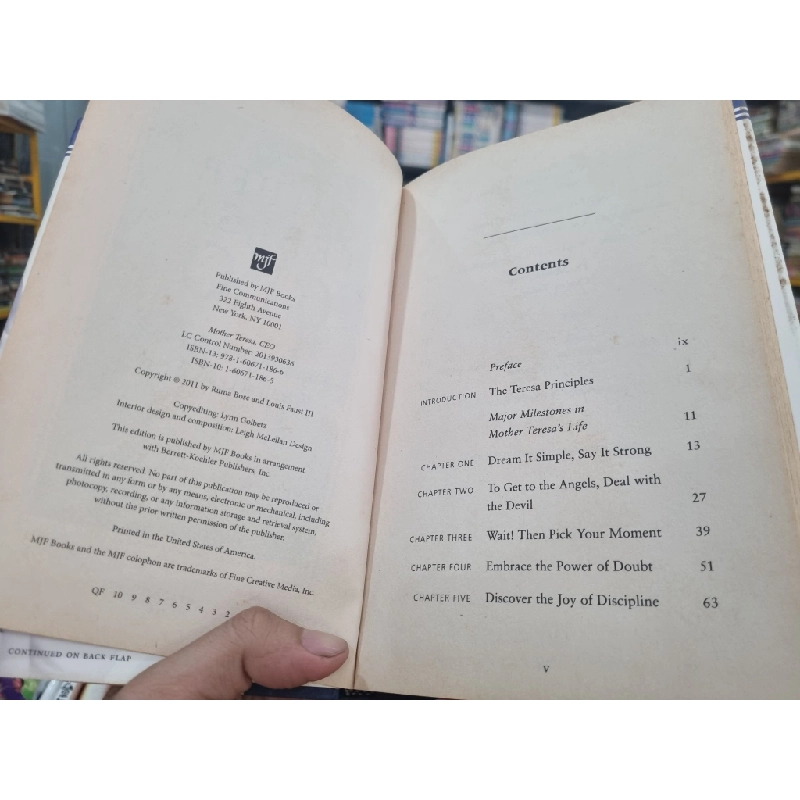 mjf
Published by MJF Books
Fine Communications
322 Eighth Avenue
New York, NY 10001
Mother Teresa, CEO
LC Control Number: 2013930636
ISBN-13: 978-1-60671-186-6
ISBN-10: 1-60671-186-5
Copyright © 2011 by Ruma Bose and Louis Faust III
Copyediting: Lynn Golbetz
Interior design and composition: Leigh McLellan Design
This edition is published by MJF Books in arrangement
with Berrett-Koehler Publishers, Inc.
All rights reserved. No part of this publication may be reproduced or
transmitted in any form or by any means, electronic or mechanical, including
photocopy, recording, or any information storage and retrieval system,
without the prior written permission of the publisher.
Printed in the United States of America.
MJF Books and the MJF colophon are trademarks of Fine Creative Media, Inc.
QF 10 9 8 7 6 5 4 3 2
CONTINUED ON BACK FLAP
Contents
Preface ix
INTRODUCTION The Teresa Principles 1
Major Milestones in
Mother Teresa's Life 11
CHAPTER ONE Dream It Simple, Say It Strong 13
CHAPTER TWO To Get to the Angels, Deal with
the Devil 27
CHAPTER THREE Wait! Then Pick Your Moment 39
CHAPTER FOUR Embrace the Power of Doubt 51
CHAPTER FIVE Discover the Joy of Discipline 63
v